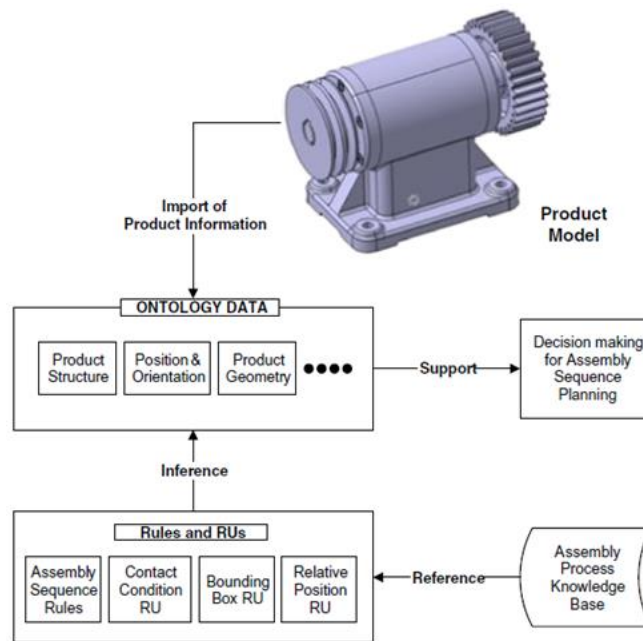 Import of
Product Information
Product
Model
ONTOLOGY DATA
Product
Structure
Position &
Orientation
Product
Geometry
Support
Decision making
for Assembly
Sequence
Planning
Inference
Rules and RUs
Assembly
Sequence
Rules
Contact
Condition
RU
Bounding
Box RU
Relative
Position
RU
Reference
Assembly
Process
Knowledge
Base